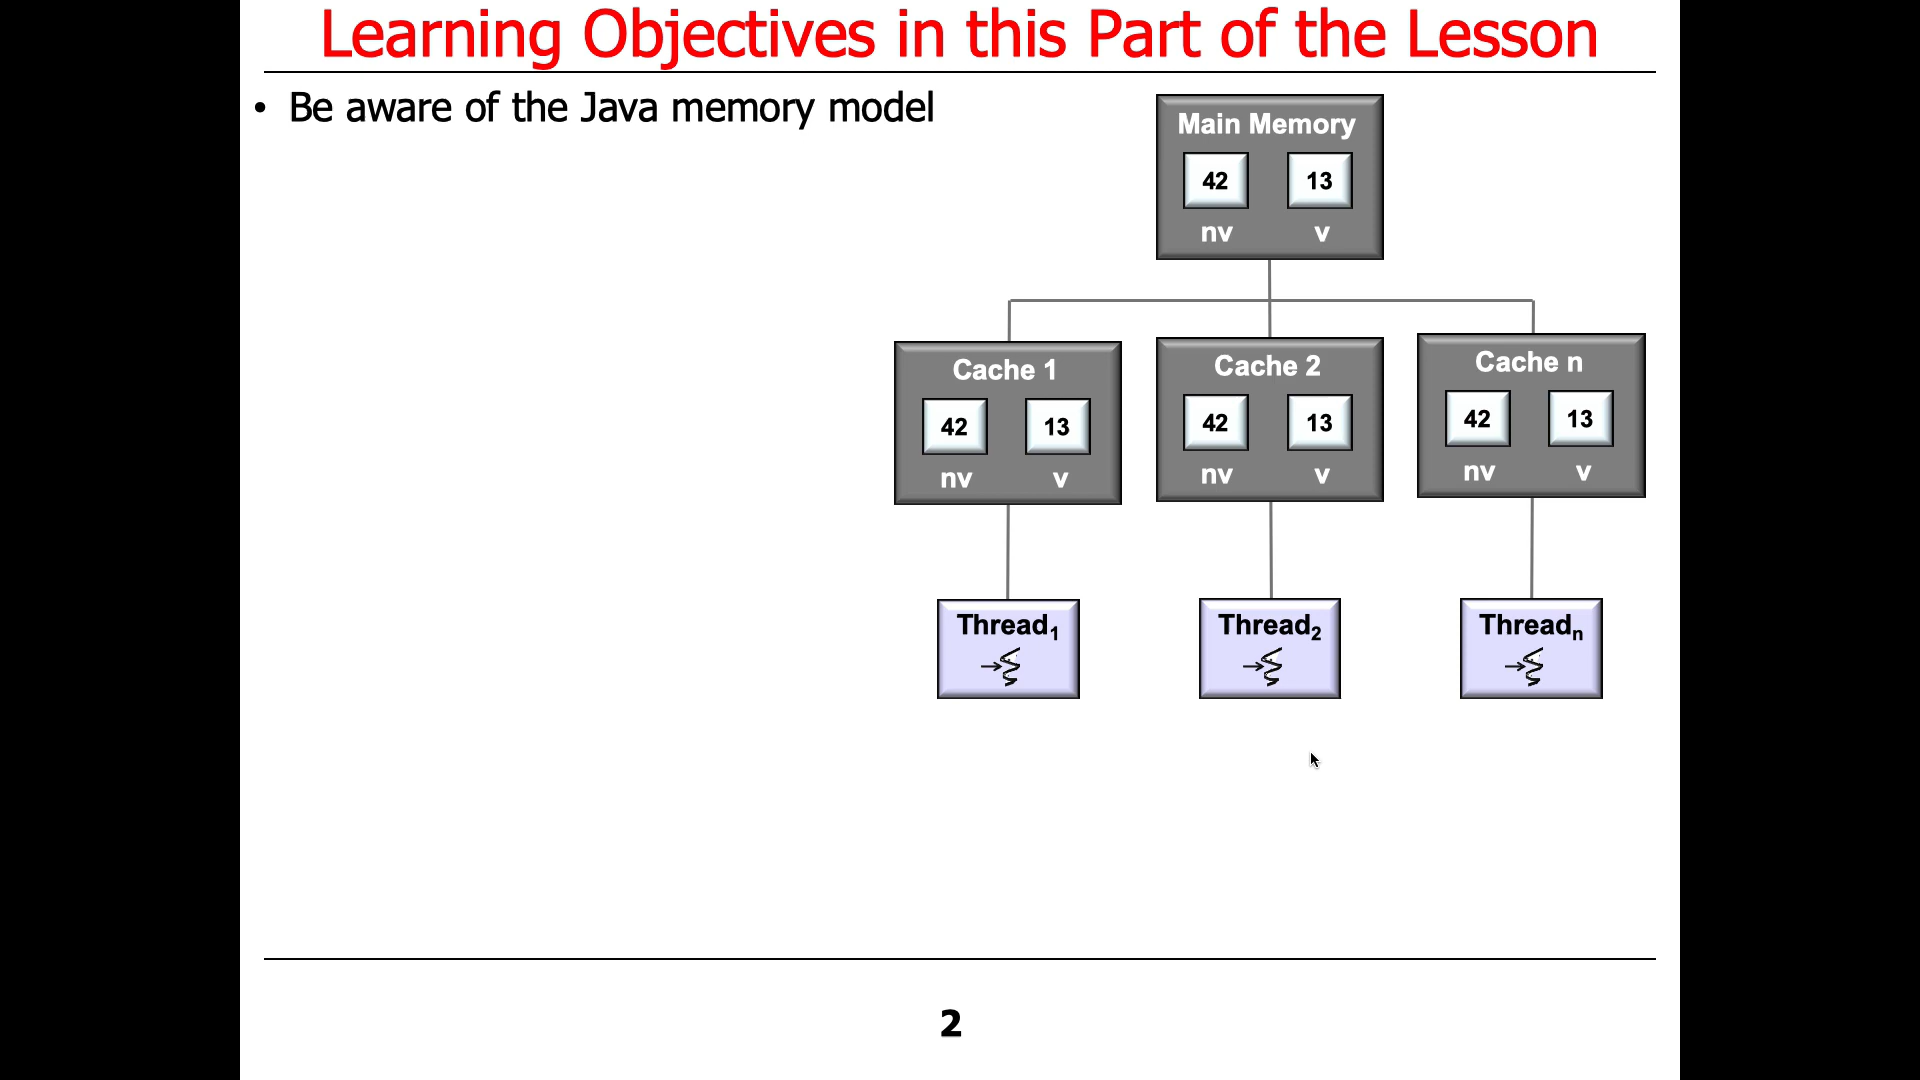 Learning Objectives in this Part of the Lesson
• Be aware of the Java memory model
Main Memory
42 13
nv v
Cache 1
42 13
nv v
Cache 2
42 13
nv v
Cache n
42 13
nv v
Thread1
Thread2
Threadn
2